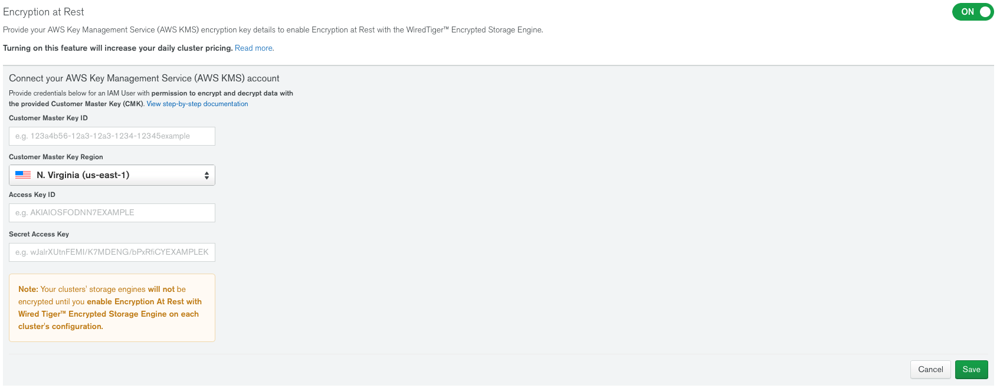 Encryption at Rest
ON
Provide your AWS Key Management Service (AWS KMS) encryption key details to enable Encryption at Rest with the WiredTiger™ Encrypted Storage Engine.
Turning on this feature will increase your daily cluster pricing. Read more.
Connect your AWS Key Management Service (AWS KMS) account
Provide credentials below for an IAM User with permission to encrypt and decrypt data with
the provided Customer Master Key (CMK). View step-by-step documentation
Customer Master Key ID
e.g. 123a4b56-12a3-12a3-1234-12345example
Customer Master Key Region
N. Virginia (us-east-1)
Access Key ID
e.g. AKIAIOSFODNN7EXAMPLE
Secret Access Key
e.g. wJalrXUtnFEMI/K7MDENG/bPxRfiCYEXAMPLEK
Note: Your clusters' storage engines will not be
encrypted until you enable Encryption At Rest with
Wired Tiger™ Encrypted Storage Engine on each
cluster's configuration.
Cancel
Save